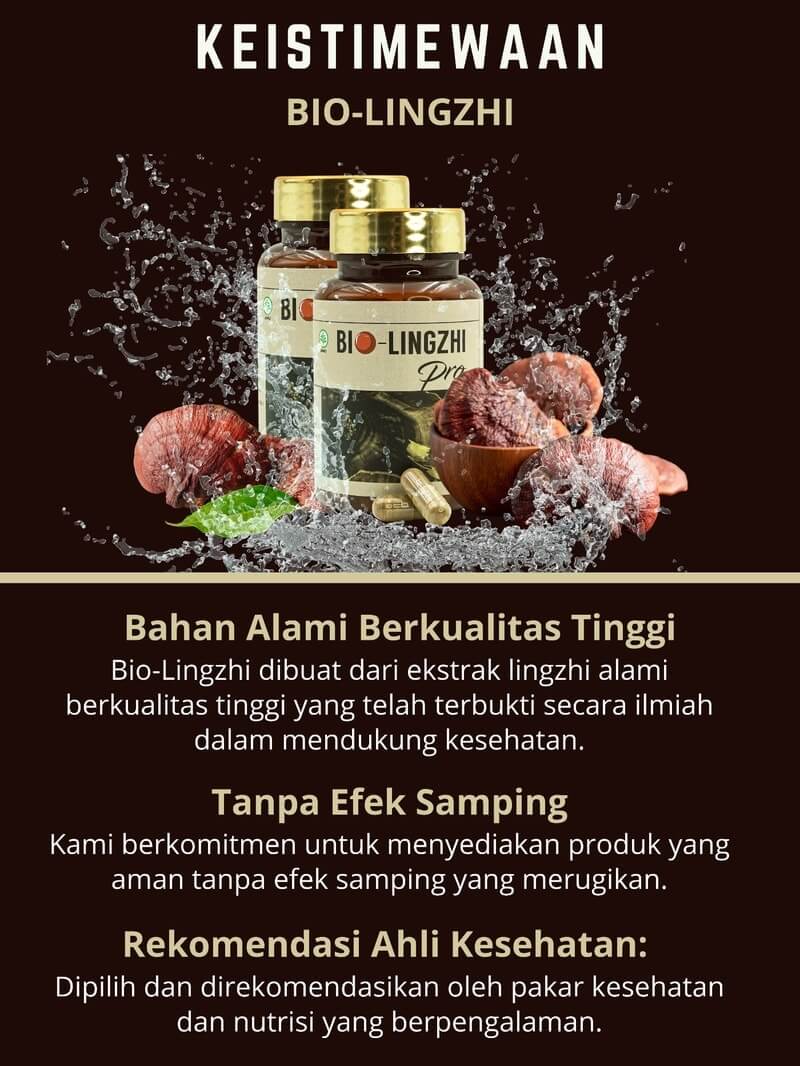 KEISTIMEWAAN
BIO-LINGZHI
BI
BIO-LINGZHI
Pro
Bahan Alami Berkualitas Tinggi
Bio-Lingzhi dibuat dari ekstrak lingzhi alami
berkualitas tinggi yang telah terbukti secara ilmiah
dalam mendukung kesehatan.
Tanpa Efek Samping
Kami berkomitmen untuk menyediakan produk yang
aman tanpa efek samping yang merugikan.
Rekomendasi Ahli Kesehatan:
Dipilih dan direkomendasikan oleh pakar kesehatan
dan nutrisi yang berpengalaman.